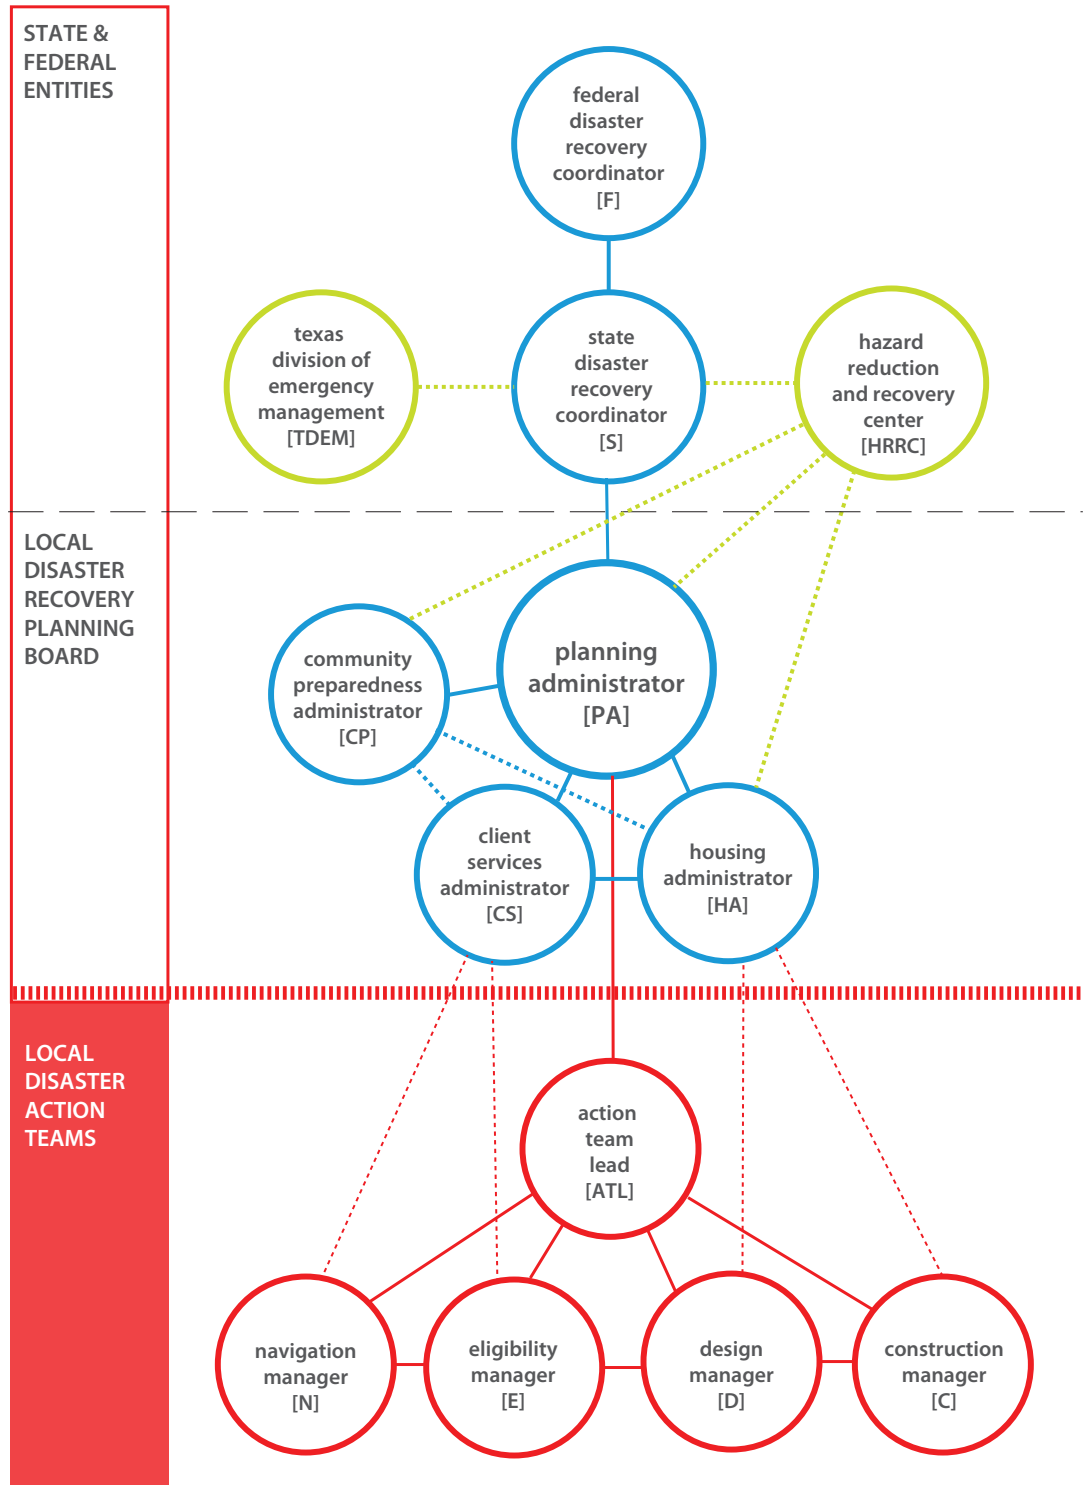 STATE &
FEDERAL
ENTITIES
federal
disaster
recovery
coordinator
[F]
texas
division of
emergency
management
[TDEM]
state
disaster
recovery
coordinator
[S]
hazard
reduction
and recovery
center
[HRRC]
LOCAL
DISASTER
RECOVERY
PLANNING
BOARD
community
preparedness
administrator
[CP]
planning
administrator
[PA]
client
services
administrator
[CS]
housing
administrator
[HA]
LOCAL
DISASTER
ACTION
TEAMS
action
team
lead
[ATL]
navigation
manager
[N]
eligibility
manager
[E]
design
manager
[D]
construction
manager
[C]